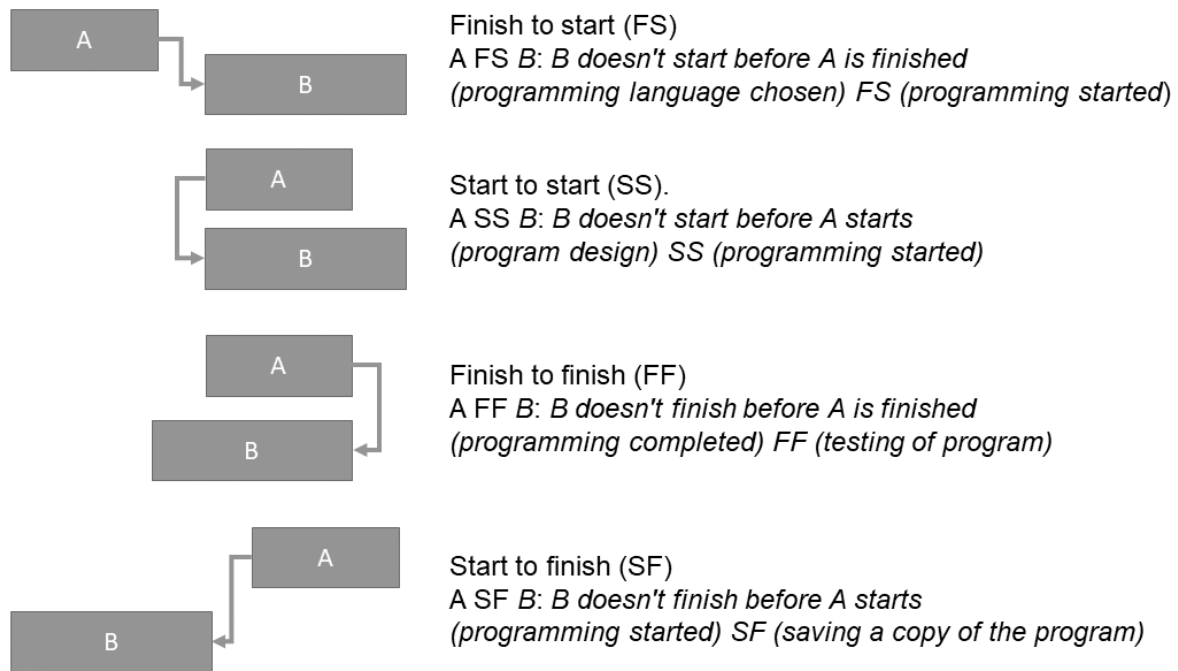 A
B
Finish to start (FS)
A FS B: B doesn't start before A is finished
(programming language chosen) FS (programming started)
A
B
Start to start (SS).
A SS B: B doesn't start before A starts
(program design) SS (programming started)
A
B
Finish to finish (FF)
A FF B: B doesn't finish before A is finished
(programming completed) FF (testing of program)
A
B
Start to finish (SF)
A SF B: B doesn't finish before A starts
(programming started) SF (saving a copy of the program)